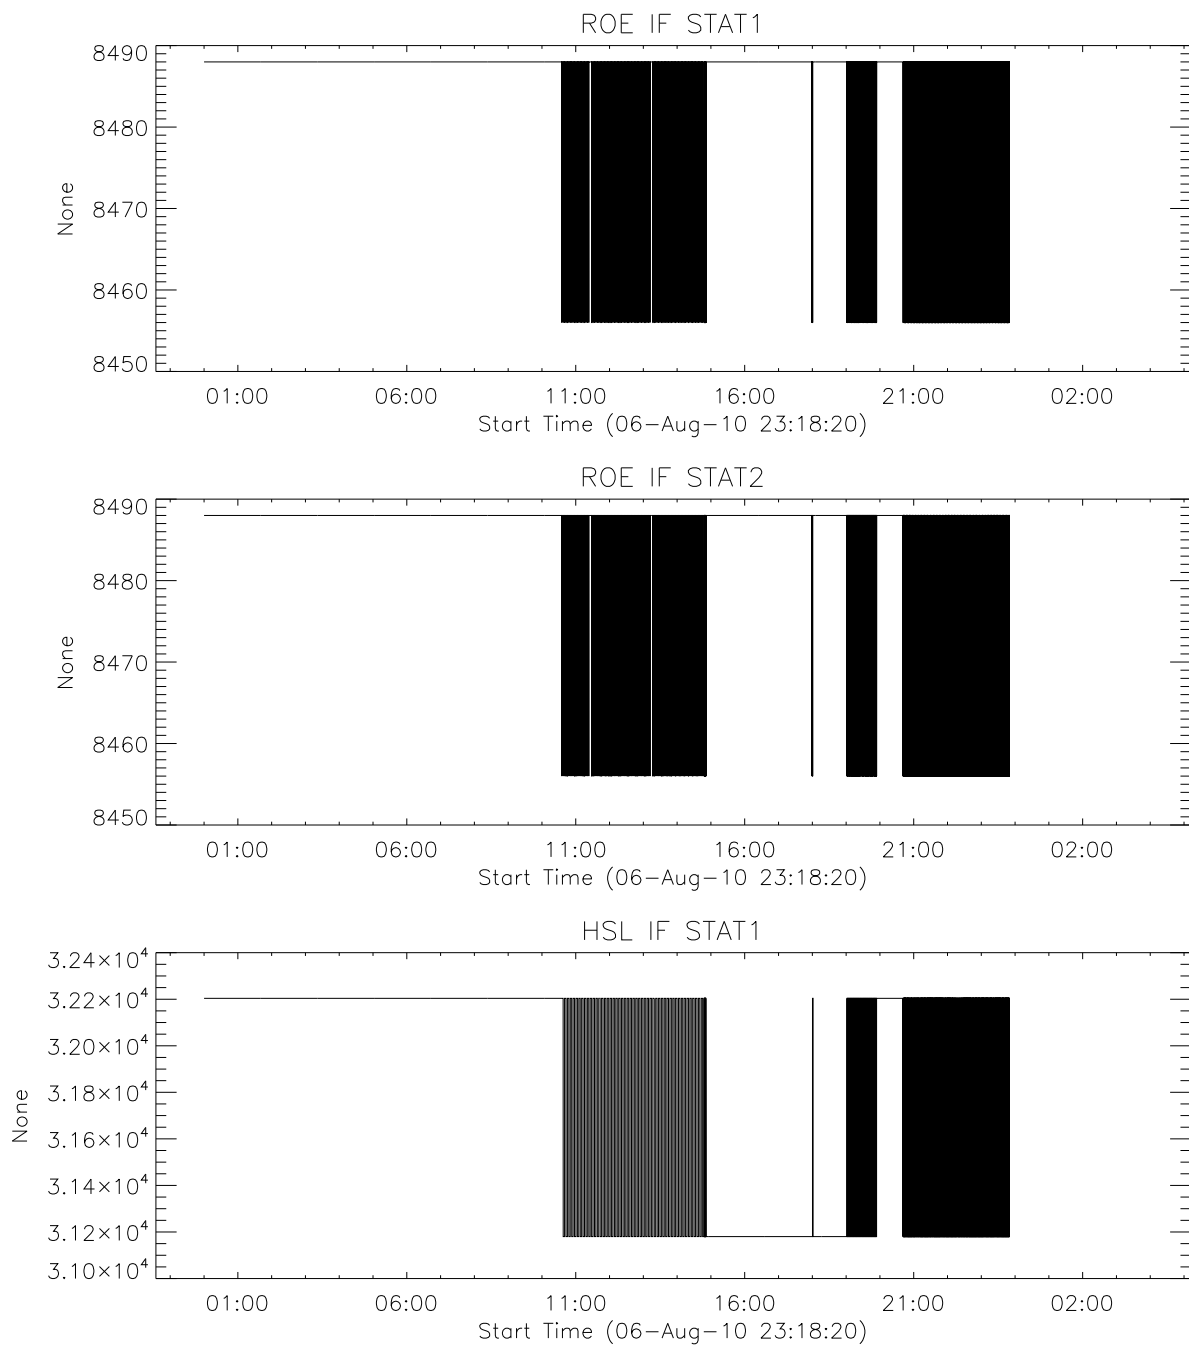 ROE IF STAT1
8490
8480
8470
8460
8450
None
01:00 06:00 11:00 16:00 21:00 02:00
Start Time (06-Aug-10 23:18:20)
ROE IF STAT2
8490
8480
8470
8460
8450
None
01:00 06:00 11:00 16:00 21:00 02:00
Start Time (06-Aug-10 23:18:20)
HSL IF STAT1
3.24×10⁴
3.22×10⁴
3.20×10⁴
3.18×10⁴
3.16×10⁴
3.14×10⁴
3.12×10⁴
3.10×10⁴
None
01:00 06:00 11:00 16:00 21:00 02:00
Start Time (06-Aug-10 23:18:20)